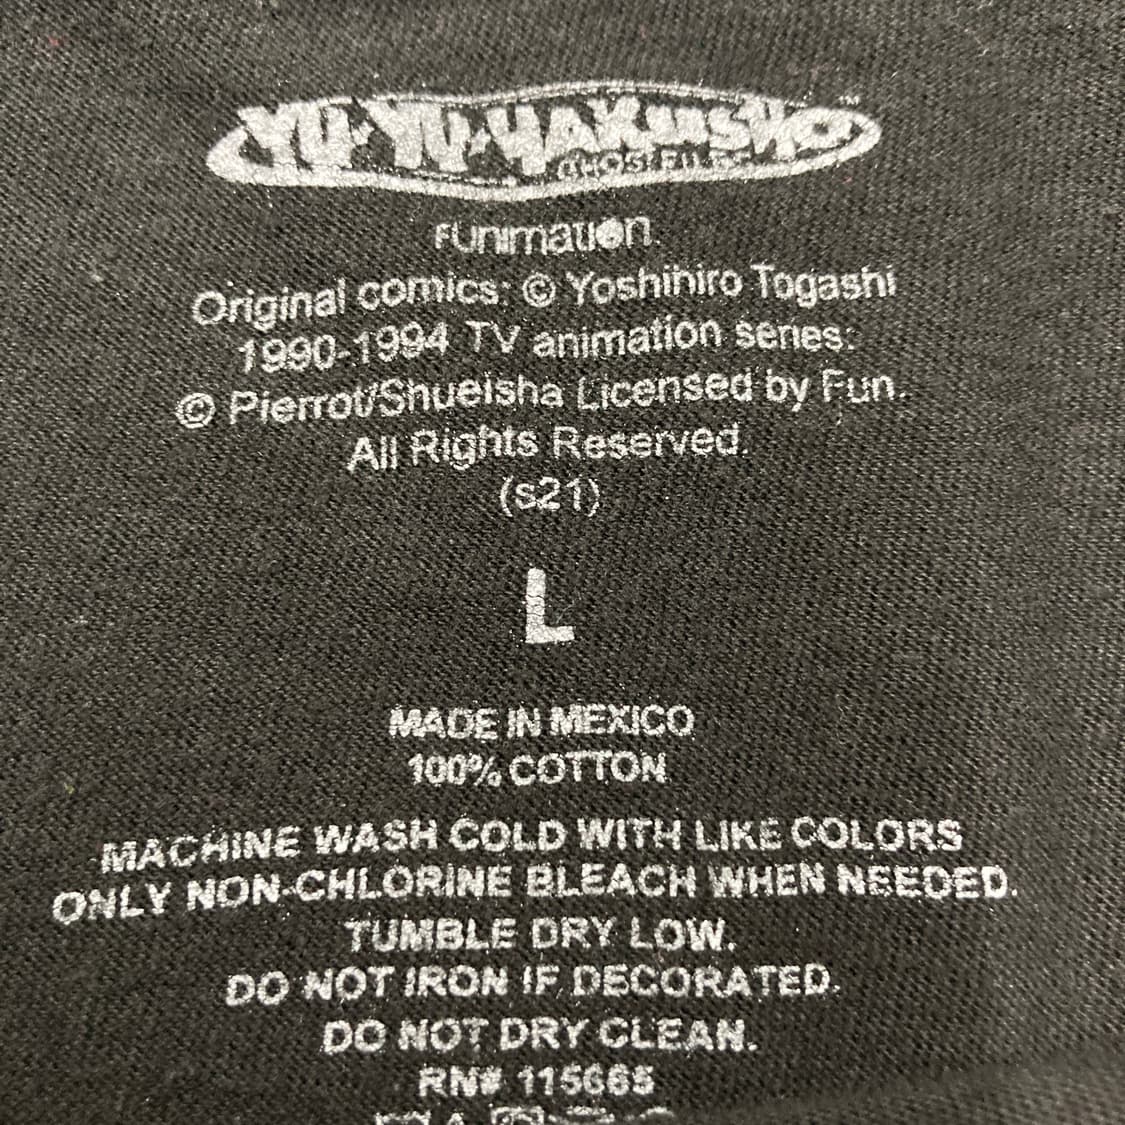 YU·YU·HAKUSHO™
GHOST FILES
FUNimation
Original comics: © Yoshihiro Togashi
1990-1994 TV animation series:
© Pierrot/Shueisha Licensed by Fun.
All Rights Reserved.
(s21)
L
MADE IN MEXICO
100% COTTON
MACHINE WASH COLD WITH LIKE COLORS
ONLY NON-CHLORINE BLEACH WHEN NEEDED.
TUMBLE DRY LOW.
DO NOT IRON IF DECORATED.
DO NOT DRY CLEAN.
RN# 115665